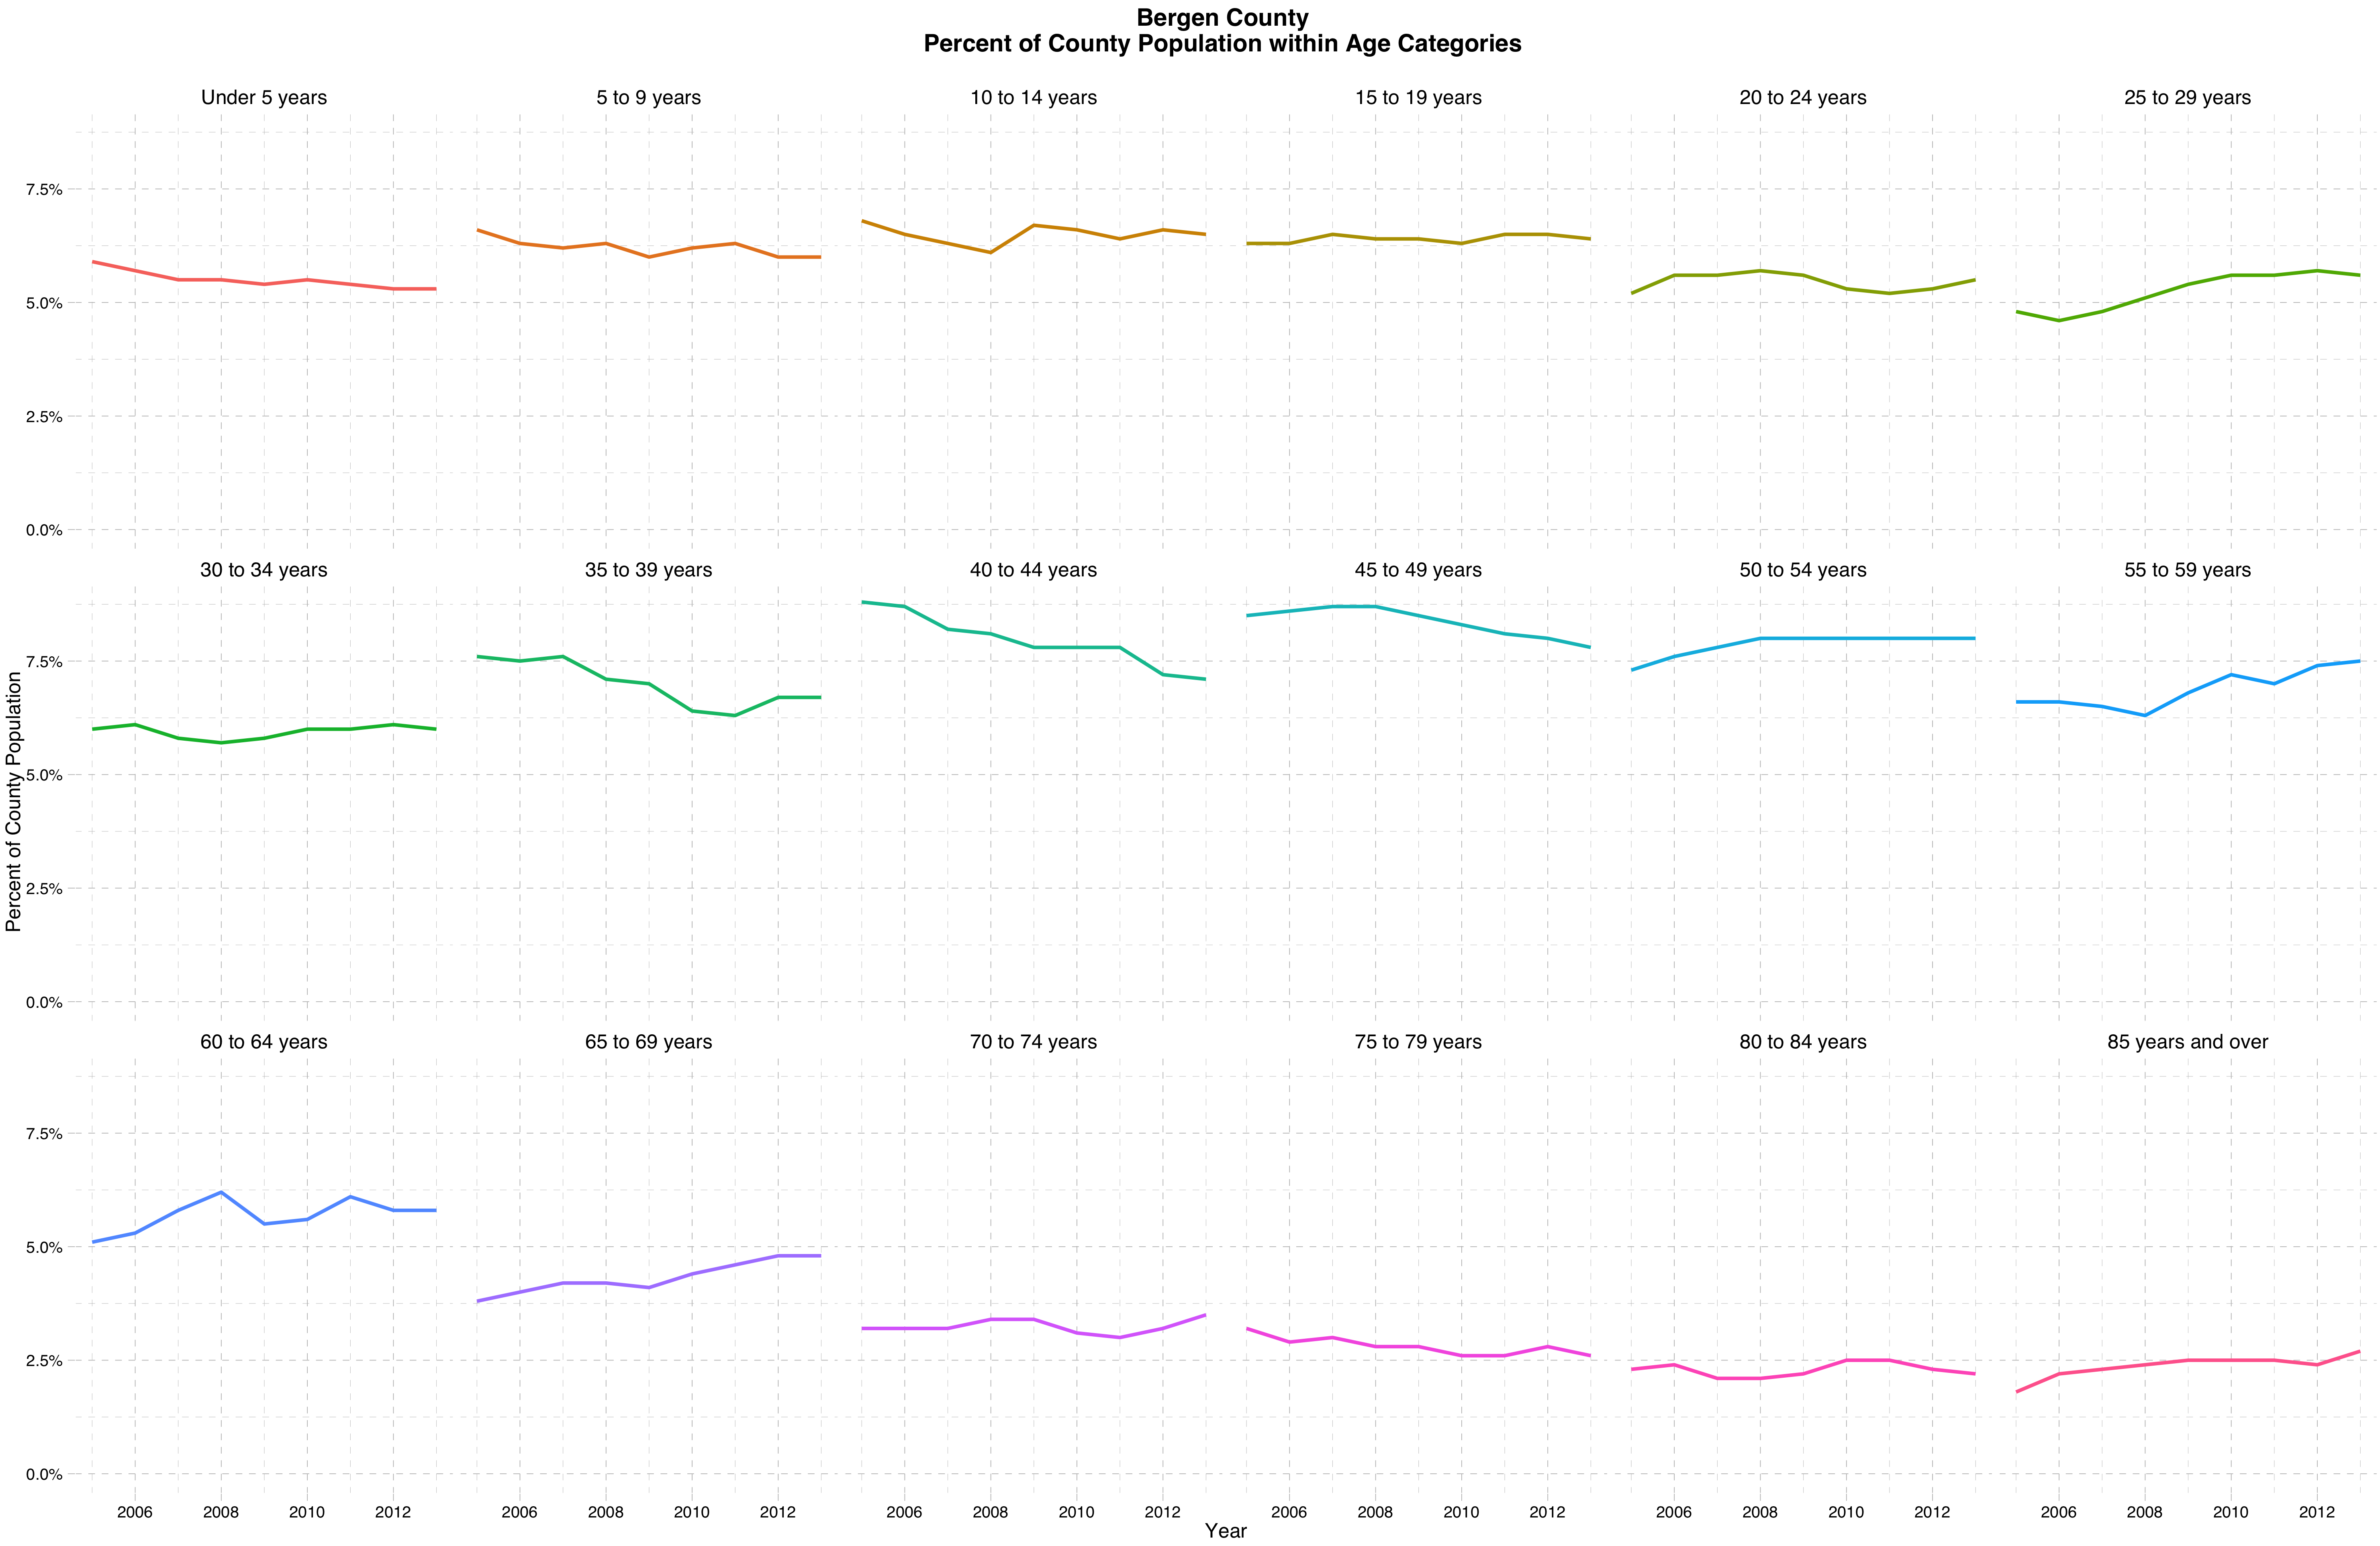 Bergen County
Percent of County Population within Age Categories
Under 5 years
5 to 9 years
10 to 14 years
15 to 19 years
20 to 24 years
25 to 29 years
7.5%
5.0%
2.5%
0.0%
30 to 34 years
35 to 39 years
40 to 44 years
45 to 49 years
50 to 54 years
55 to 59 years
7.5%
5.0%
2.5%
0.0%
Percent of County Population
60 to 64 years
65 to 69 years
70 to 74 years
75 to 79 years
80 to 84 years
85 years and over
7.5%
5.0%
2.5%
0.0%
2006 2008 2010 2012 2006 2008 2010 2012 2006 2008 2010 2012 2006 2008 2010 2012 2006 2008 2010 2012 2006 2008 2010 2012
Year